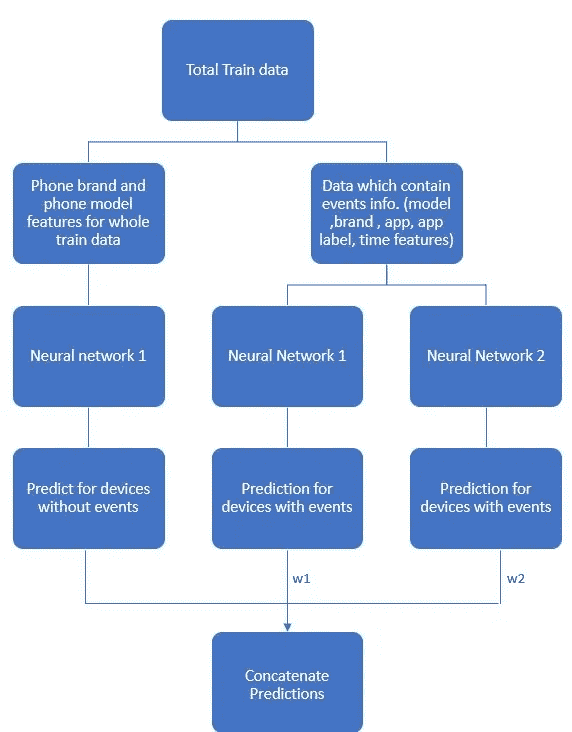 Total Train data
Phone brand and
phone model
features for whole
train data
Data which contain
events info. (model
,brand , app, app
label, time features)
Neural network 1
Neural Network 1
Neural Network 2
Predict for devices
without events
Prediction for
devices with events
Prediction for
devices with events
w1
w2
Concatenate
Predictions